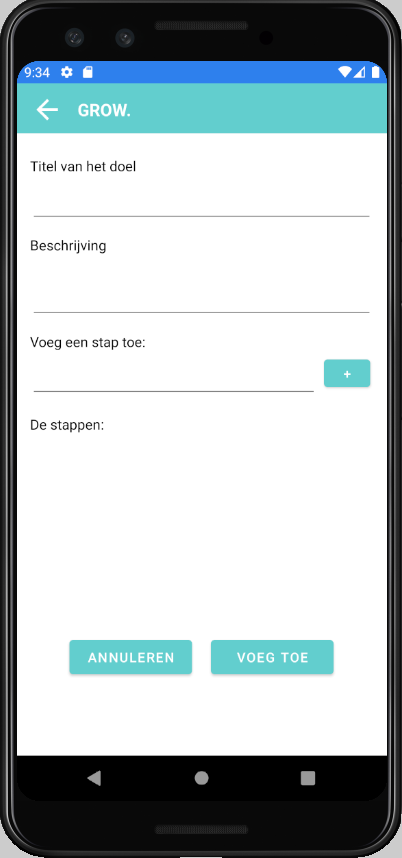 9:34
GROW.
Titel van het doel
Beschrijving
Voeg een stap toe:
+
De stappen:
ANNULEREN VOEG TOE